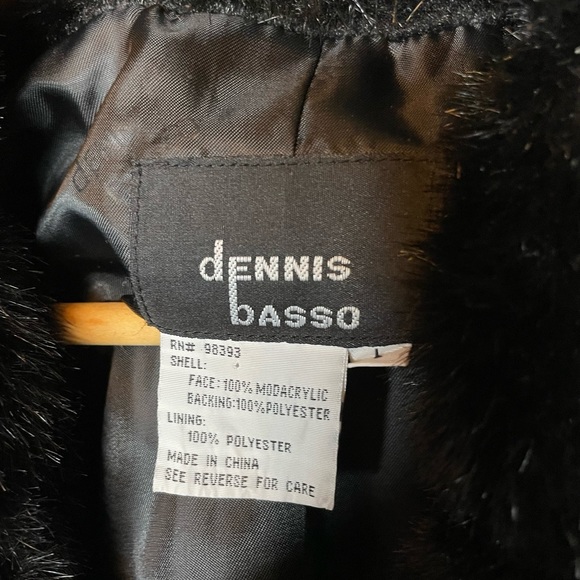 dENNIS
basso
L
RN# 98393
SHELL:
FACE:100% MODACRYLIC
BACKING:100%POLYESTER
LINING:
100% POLYESTER
MADE IN CHINA
SEE REVERSE FOR CARE